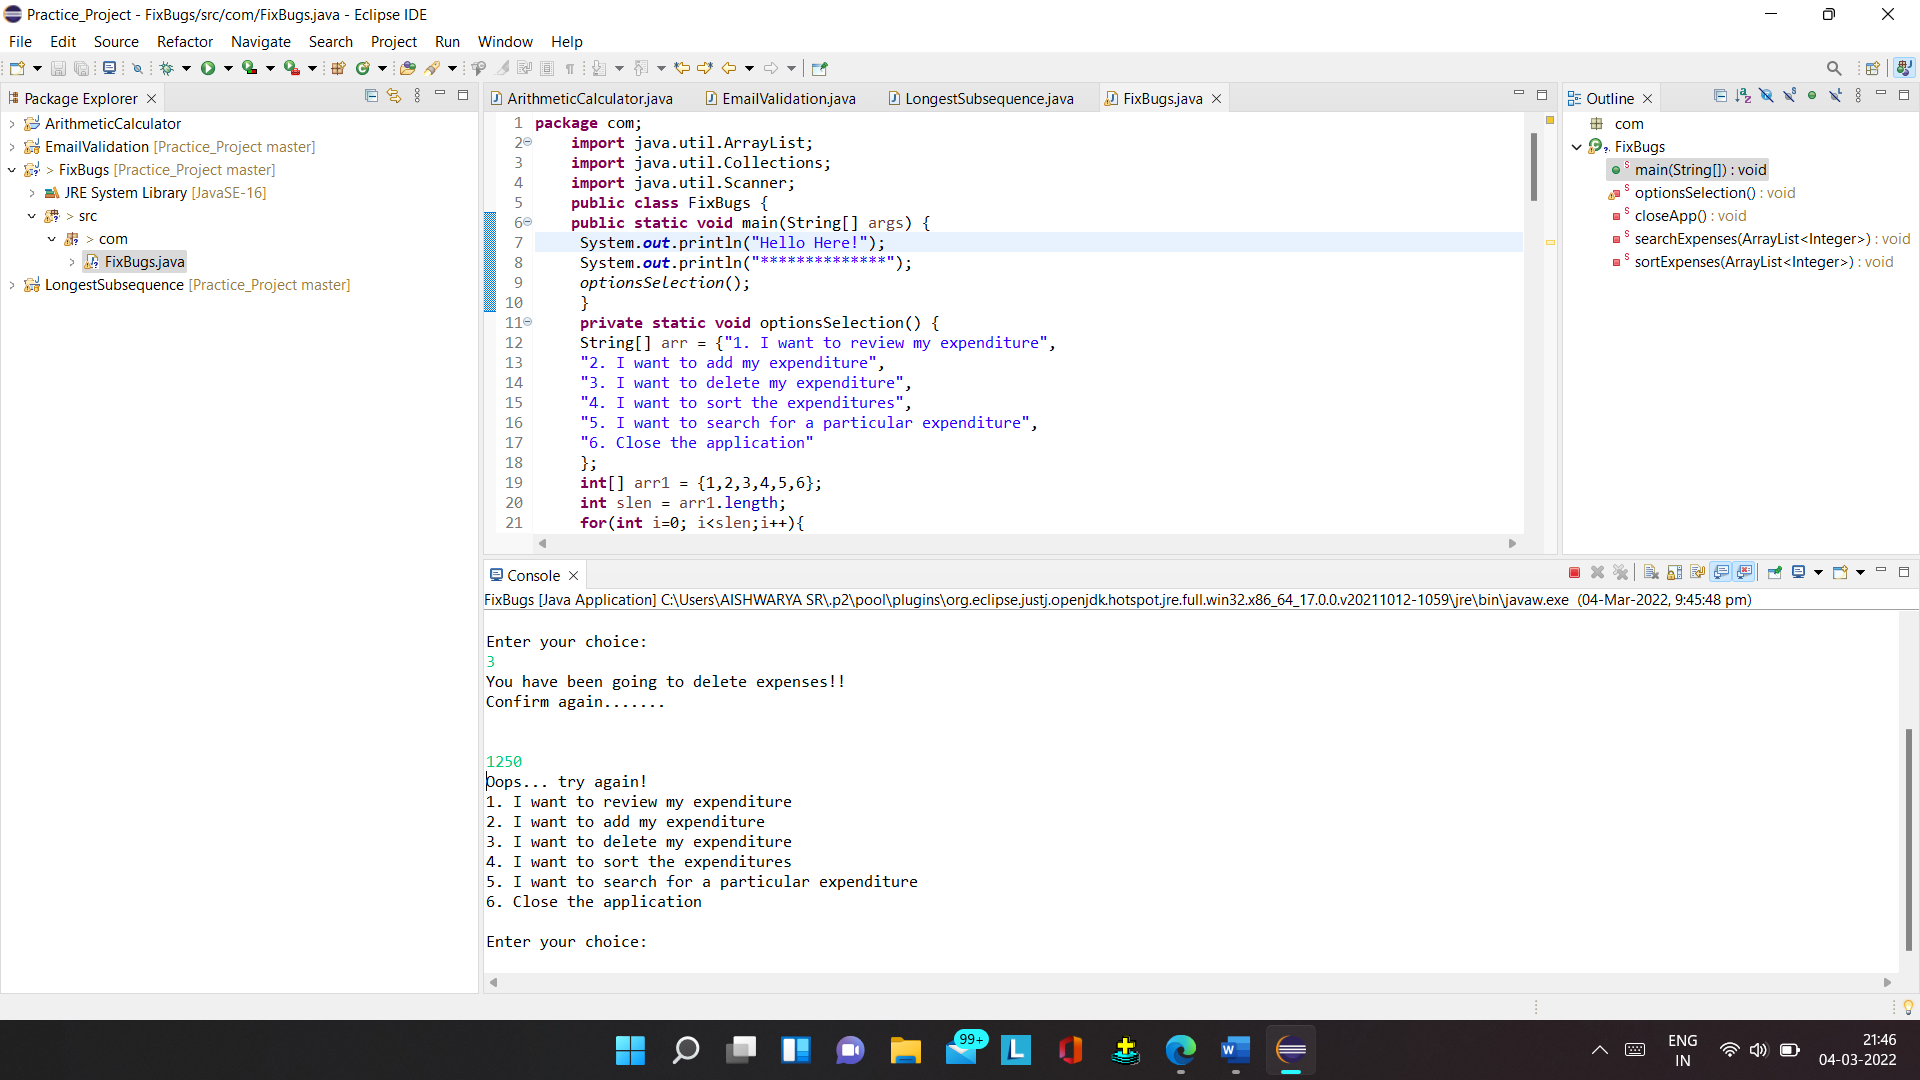 Practice_Project - FixBugs/src/com/FixBugs.java - Eclipse IDE
File Edit Source Refactor Navigate Search Project Run Window Help
Package Explorer
ArithmeticCalculator
EmailValidation [Practice_Project master]
> FixBugs [Practice_Project master]
JRE System Library [JavaSE-16]
> src
> com
FixBugs.java
LongestSubsequence [Practice_Project master]
ArithmeticCalculator.java EmailValidation.java LongestSubsequence.java FixBugs.java
1 package com;
2 import java.util.ArrayList;
3 import java.util.Collections;
4 import java.util.Scanner;
5 public class FixBugs {
6 public static void main(String[] args) {
7 System.out.println("Hello Here!");
8 System.out.println("**************");
9 optionsSelection();
10 }
11 private static void optionsSelection() {
12 String[] arr = {"1. I want to review my expenditure",
13 "2. I want to add my expenditure",
14 "3. I want to delete my expenditure",
15 "4. I want to sort the expenditures",
16 "5. I want to search for a particular expenditure",
17 "6. Close the application"
18 };
19 int[] arr1 = {1,2,3,4,5,6};
20 int slen = arr1.length;
21 for(int i=0; i<slen;i++){
Outline
com
FixBugs
main(String[]) : void
optionsSelection() : void
closeApp() : void
searchExpenses(ArrayList<Integer>) : void
sortExpenses(ArrayList<Integer>) : void
Console
FixBugs [Java Application] C:\Users\AISHWARYA SR\.p2\pool\plugins\org.eclipse.justj.openjdk.hotspot.jre.full.win32.x86_64_17.0.0.v20211012-1059\jre\bin\javaw.exe (04-Mar-2022, 9:45:48 pm)
Enter your choice:
3
You have been going to delete expenses!!
Confirm again.......
1250
Oops... try again!
1. I want to review my expenditure
2. I want to add my expenditure
3. I want to delete my expenditure
4. I want to sort the expenditures
5. I want to search for a particular expenditure
6. Close the application
Enter your choice:
99+
ENG
IN
21:46
04-03-2022